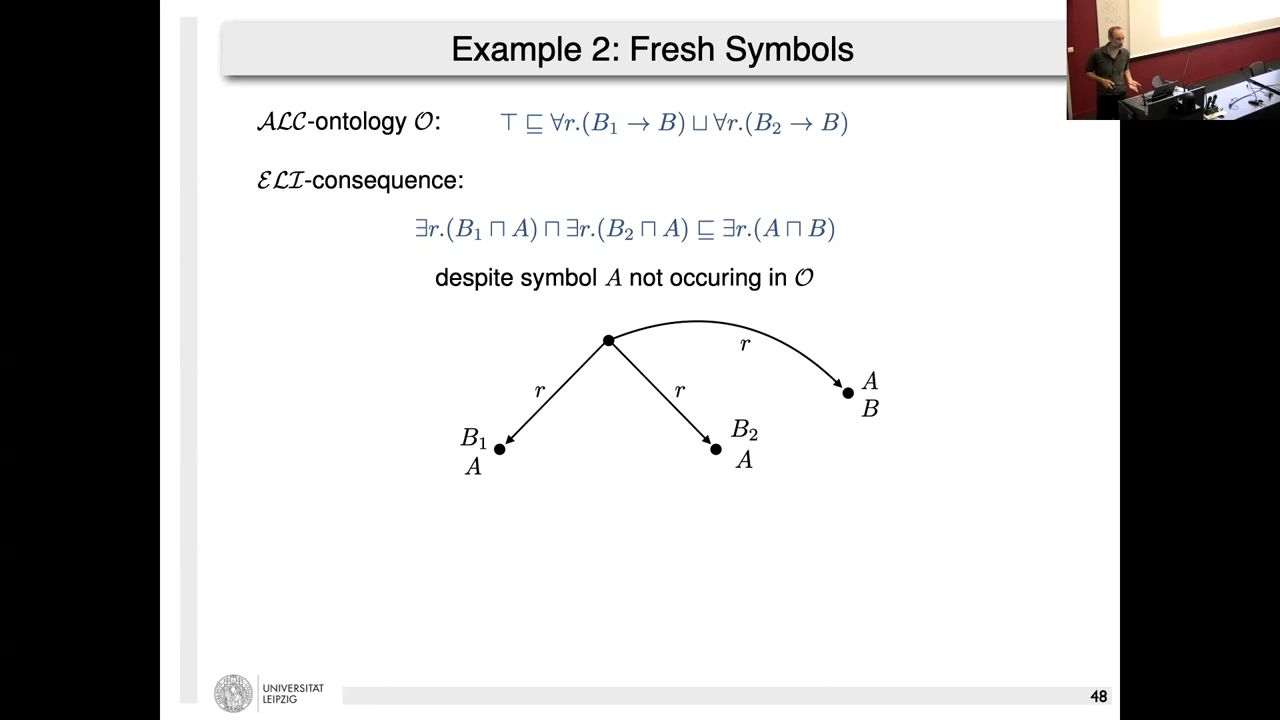 Example 2: Fresh Symbols
𝒜ℒ𝒞-ontology 𝒪: ⊤ ⊑ ∀r.(B₁ → B) ⊔ ∀r.(B₂ → B)
ℰℒℐ-consequence:
∃r.(B₁ ⊓ A) ⊓ ∃r.(B₂ ⊓ A) ⊑ ∃r.(A ⊓ B)
despite symbol A not occuring in 𝒪
r
A
r
r
B
B₁
B₂
A
A
UNIVERSITÄT
LEIPZIG
48